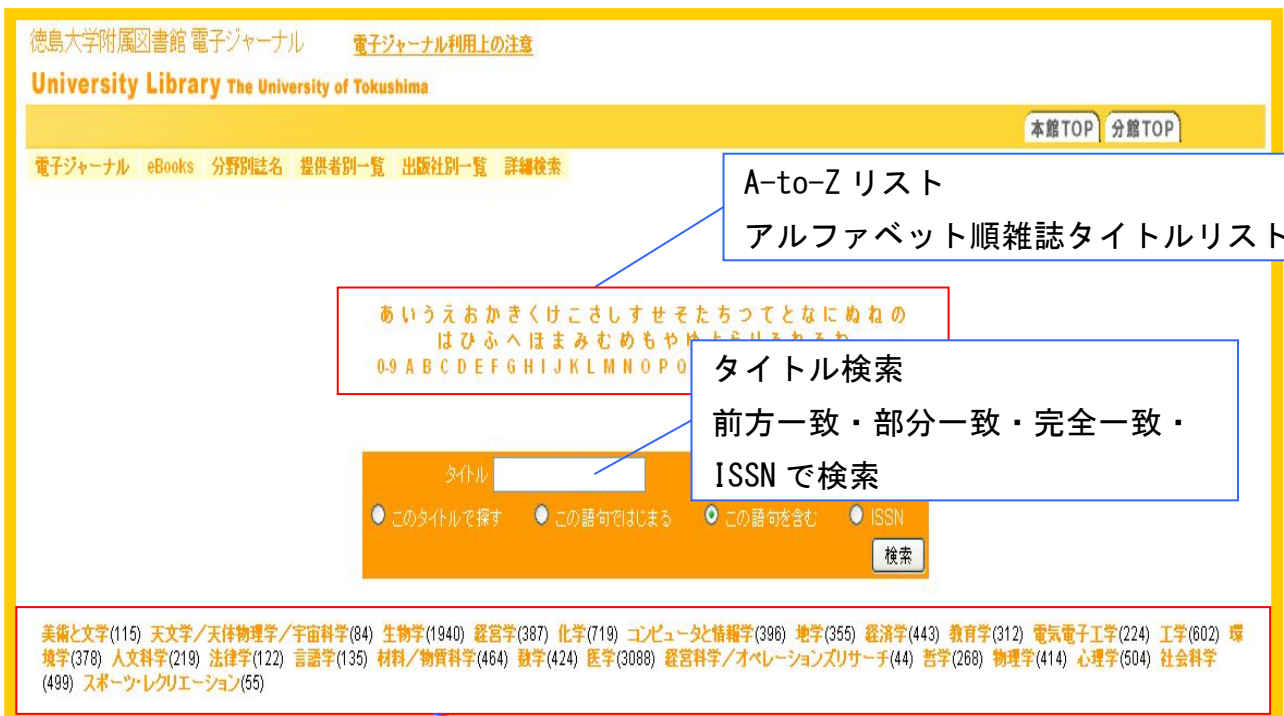 徳島大学附属図書館 電子ジャーナル 電子ジャーナル利用上の注意
University Library The University of Tokushima
本館TOP 分館TOP
電子ジャーナル eBooks 分野別誌名 提供者別一覧 出版社別一覧 詳細検索
A-to-Z リスト
アルファベット順雑誌タイトルリスト
あ い う え お か き く け こ さ し す せ そ た ち つ て と な に ぬ ね の
は ひ ふ へ ほ ま み む め も や
0-9 A B C D E F G H I J K L M N O P Q
タイトル検索
前方一致・部分一致・完全一致・
ISSN で検索
タイトル
このタイトルで探す この語句ではじまる この語句を含む ISSN
検索
美術と文学(115) 天文学／天体物理学／宇宙科学(84) 生物学(1940) 経営学(387) 化学(719) コンピュータと情報学(396) 地学(355) 経済学(443) 教育学(312) 電気電子工学(224) 工学(602) 環
境学(378) 人文科学(219) 法律学(122) 言語学(135) 材料／物質科学(464) 数学(424) 医学(3088) 経営科学／オペレーションズリサーチ(44) 哲学(268) 物理学(414) 心理学(504) 社会科学
(499) スポーツ・レクリエーション(55)